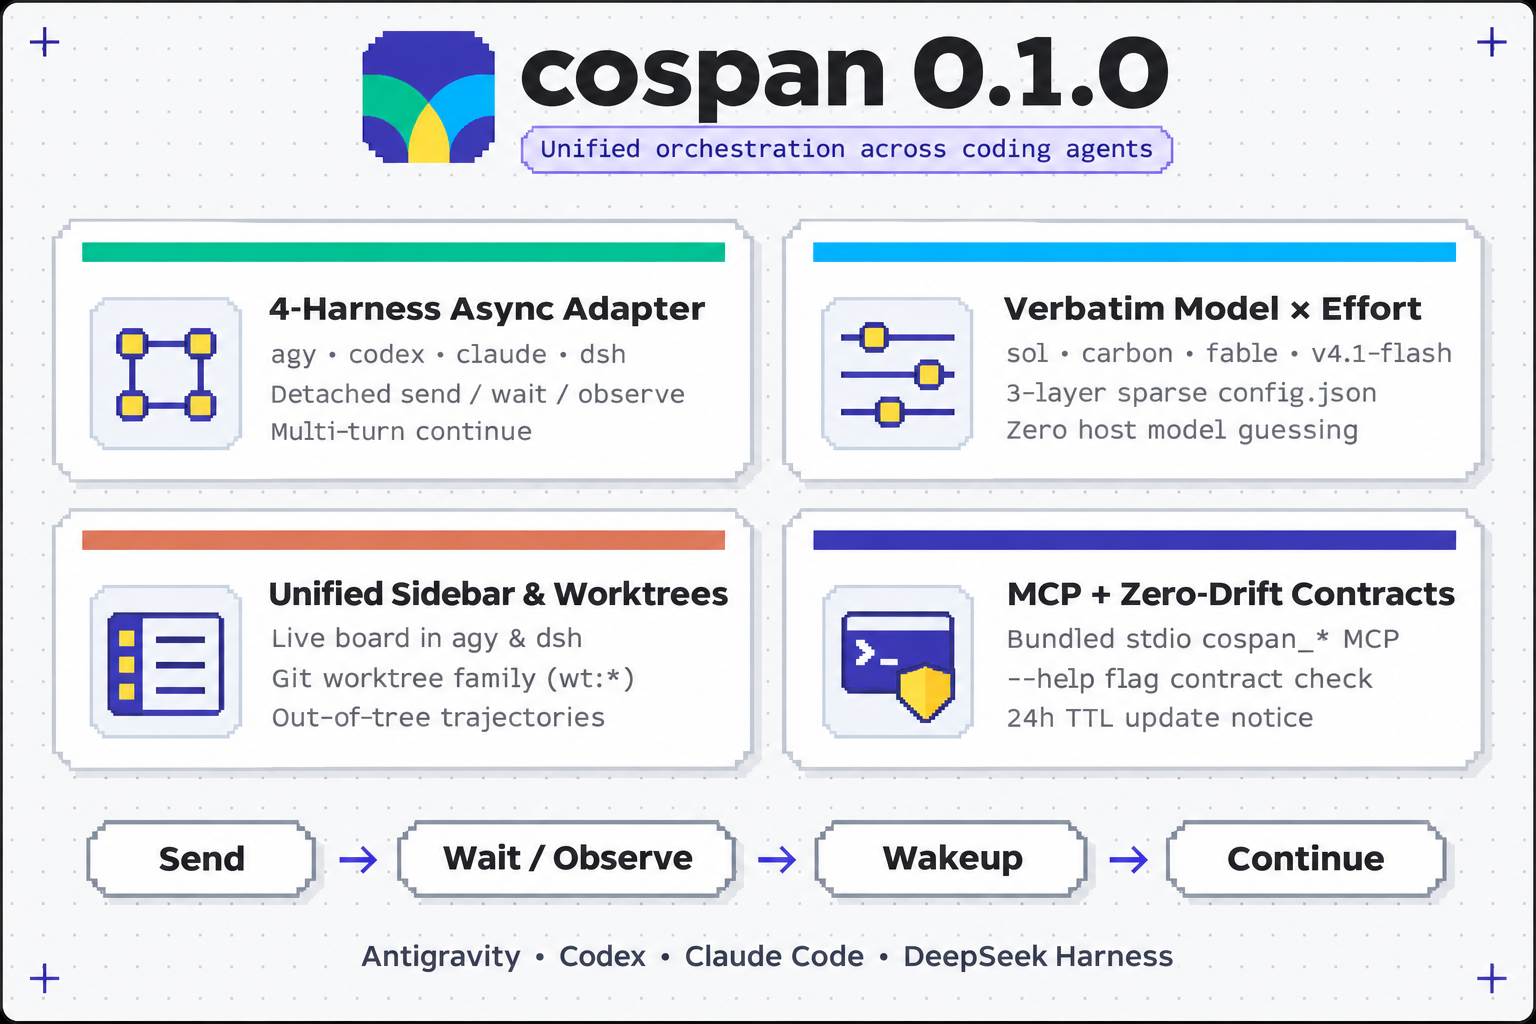 cospan 0.1.0
Unified orchestration across coding agents
4-Harness Async Adapter
agy • codex • claude • dsh
Detached send / wait / observe
Multi-turn continue
Verbatim Model × Effort
sol • carbon • fable • v4.1-flash
3-layer sparse config.json
Zero host model guessing
Unified Sidebar & Worktrees
Live board in agy & dsh
Git worktree family (wt:*)
Out-of-tree trajectories
MCP + Zero-Drift Contracts
Bundled stdio cospan_* MCP
--help flag contract check
24h TTL update notice
Send → Wait / Observe → Wakeup → Continue
Antigravity • Codex • Claude Code • DeepSeek Harness